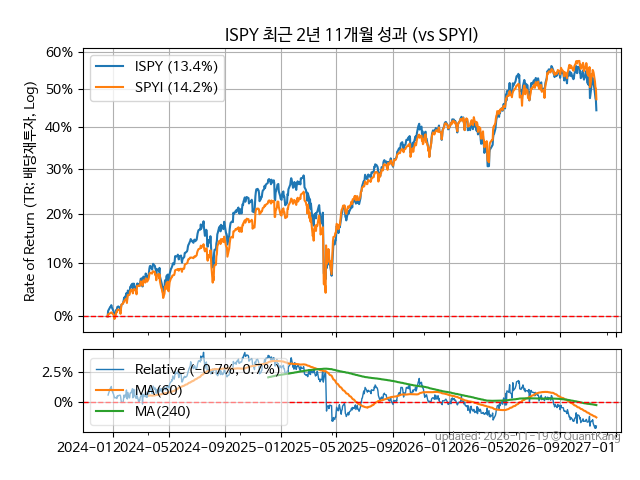 ISPY 최근 2년 11개월 성과 (vs SPYI)
Rate of Return (TR: 배당재투자, Log)
60%
50%
40%
30%
20%
10%
0%
ISPY (13.4%)
SPYI (14.2%)
2.5%
0%
Relative (−0.7%, 0.7%)
MA(60)
MA(240)
2024-01 2024-05 2024-09 2025-01 2025-05 2025-09 2026-01 2026-05 2026-09 2027-01
updated: 2026-11-19 © QuantKang